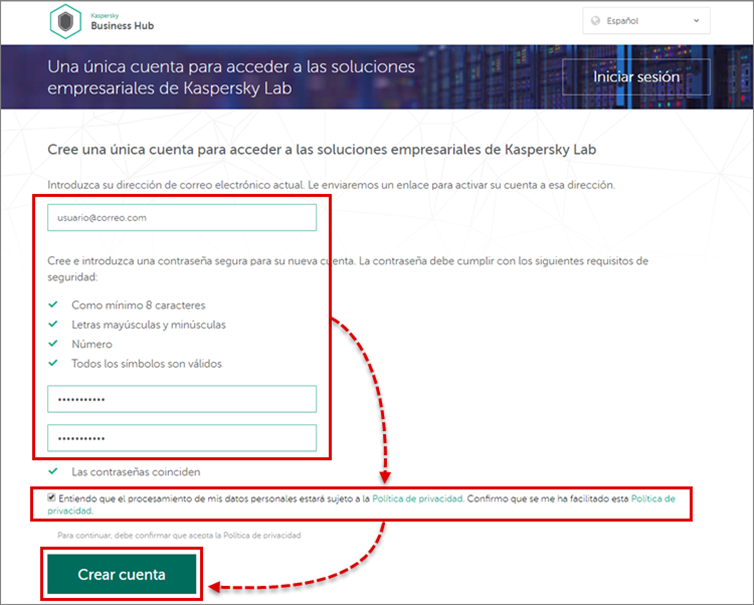 Kaspersky
Business Hub
Español
Una única cuenta para acceder a las soluciones
empresariales de Kaspersky Lab
Iniciar sesión
Cree una única cuenta para acceder a las soluciones empresariales de Kaspersky Lab
Introduzca su dirección de correo electrónico actual. Le enviaremos un enlace para activar su cuenta a esa dirección.
usuario@correo.com
Cree e introduzca una contraseña segura para su nueva cuenta. La contraseña debe cumplir con los siguientes requisitos de
seguridad:
Como mínimo 8 caracteres
Letras mayúsculas y minúsculas
Número
Todos los símbolos son válidos
•••••••••••
•••••••••••
Las contraseñas coinciden
Entiendo que el procesamiento de mis datos personales estará sujeto a la Política de privacidad. Confirmo que se me ha facilitado esta Política de
privacidad.
Para continuar, debe confirmar que acepta la Política de privacidad
Crear cuenta